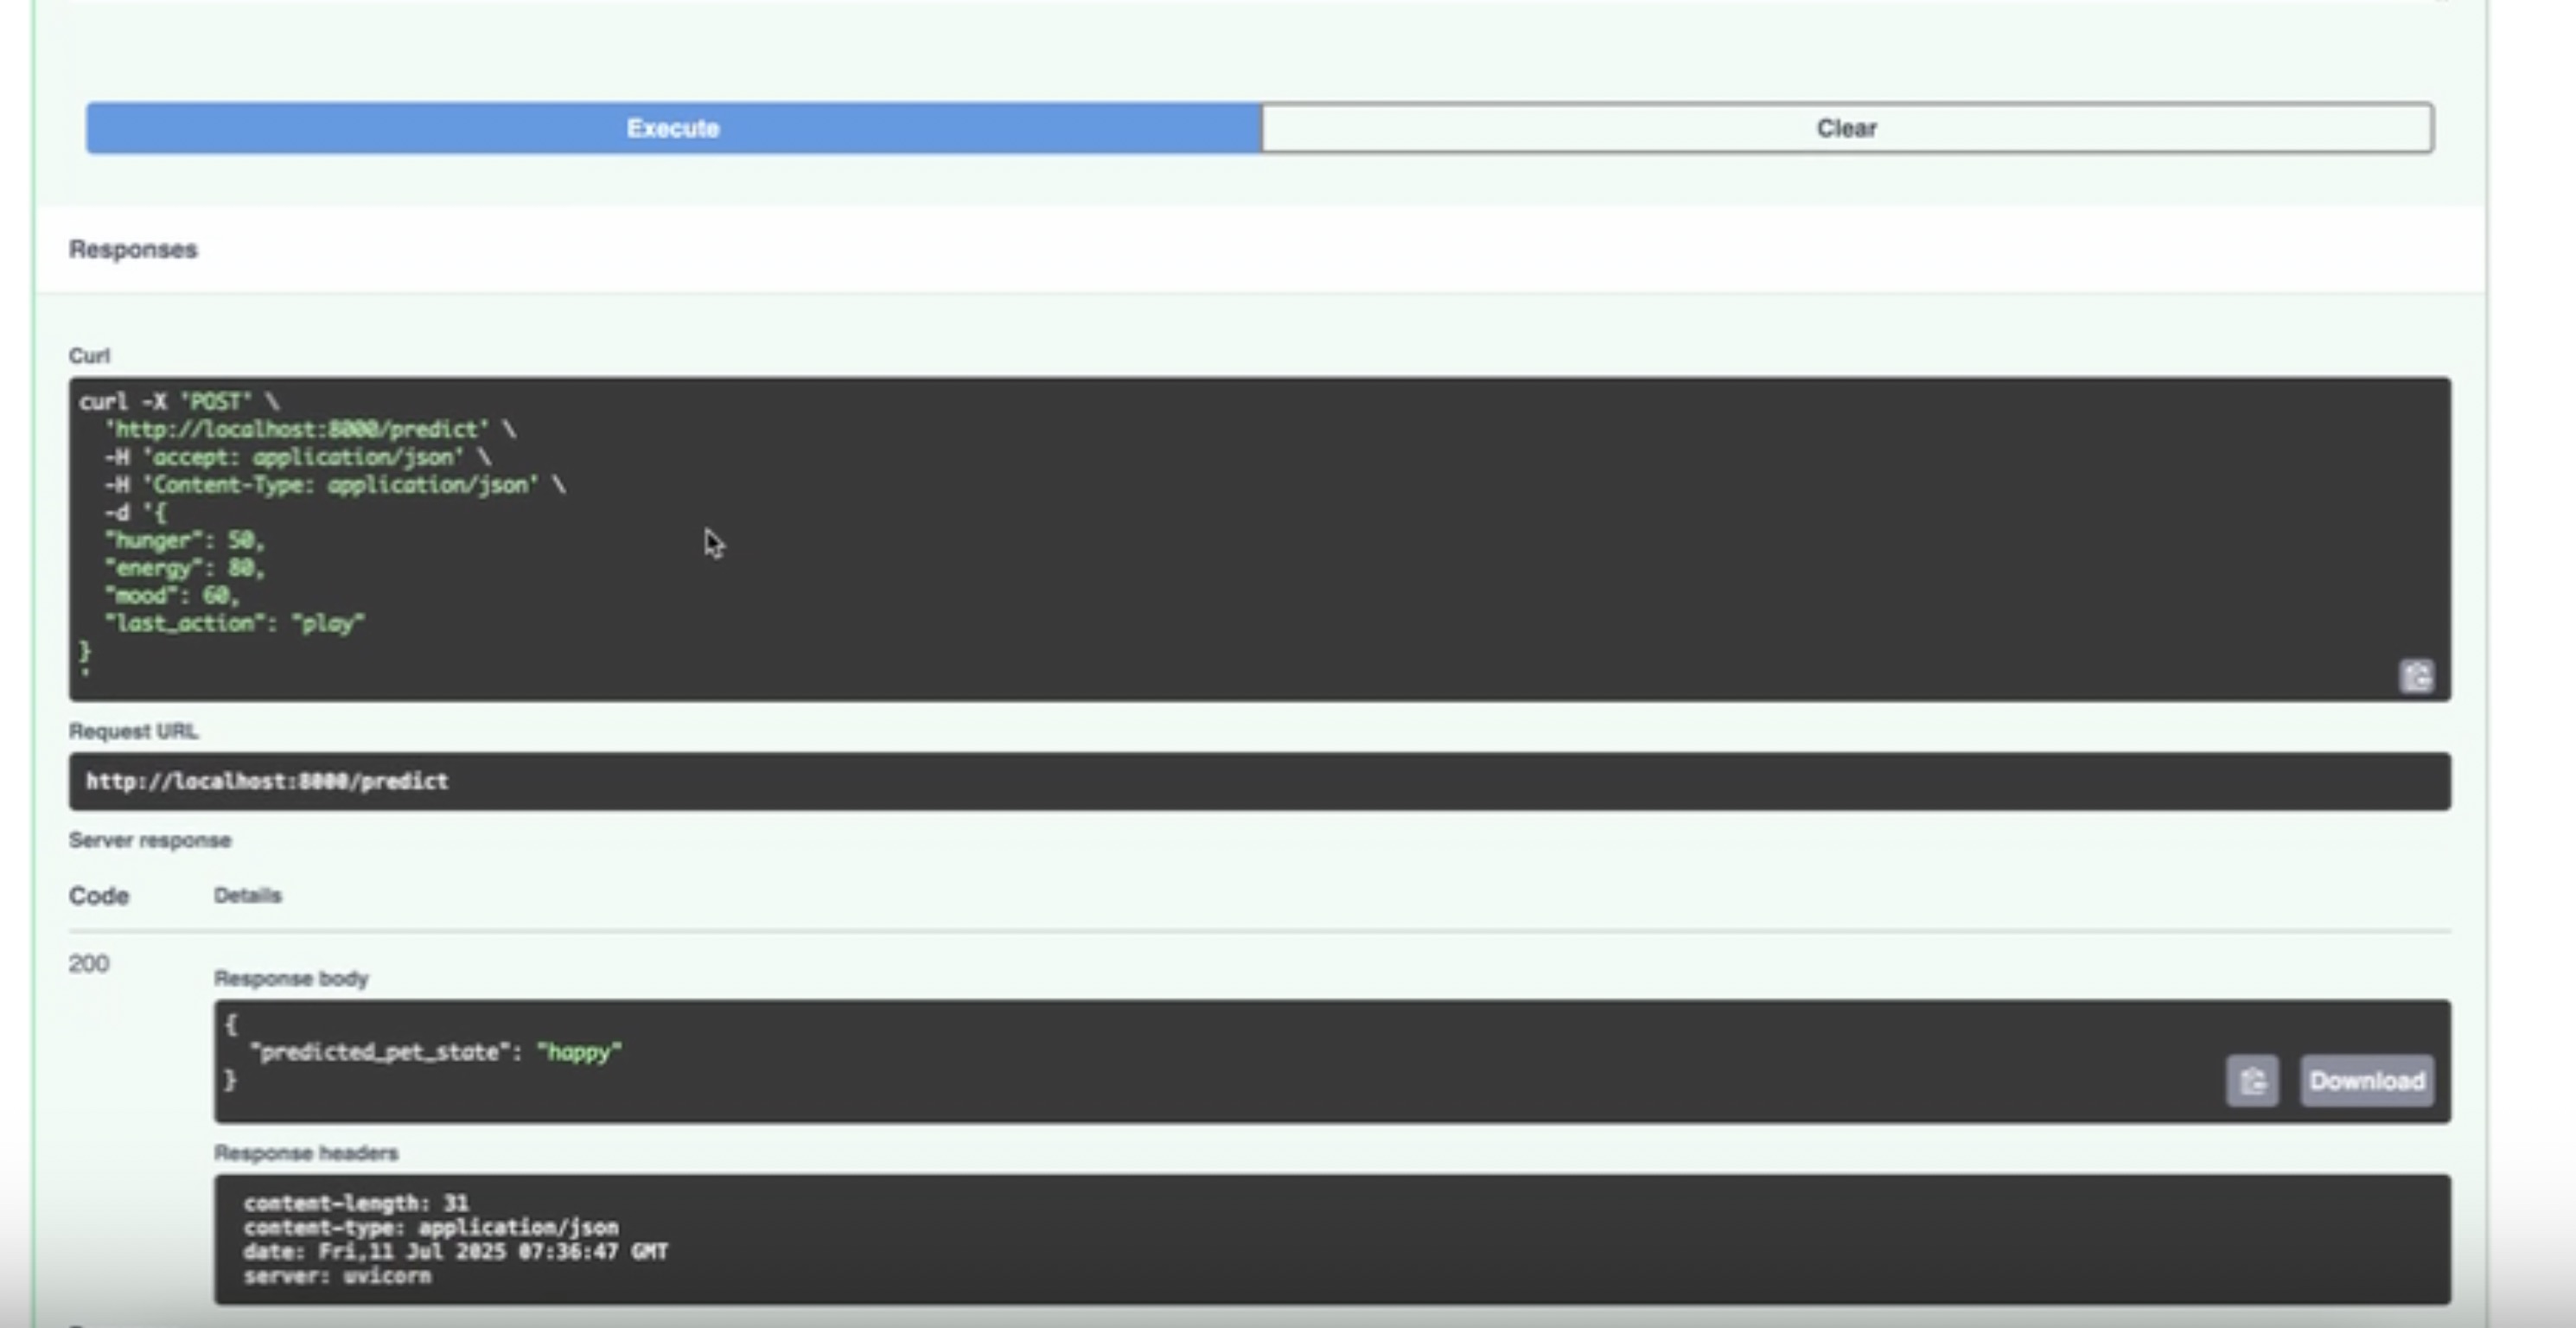 Execute
Clear
Responses
Curl
curl -X 'POST' \
'http://localhost:8000/predict' \
-H 'accept: application/json' \
-H 'Content-Type: application/json' \
-d '{
"hunger": 50,
"energy": 80,
"mood": 60,
"last_action": "play"
}
'
Request URL
http://localhost:8000/predict
Server response
Code
Details
200
Response body
{
"predicted_pet_state": "happy"
}
Download
Response headers
content-length: 31
content-type: application/json
date: Fri,11 Jul 2025 07:36:47 GMT
server: uvicorn